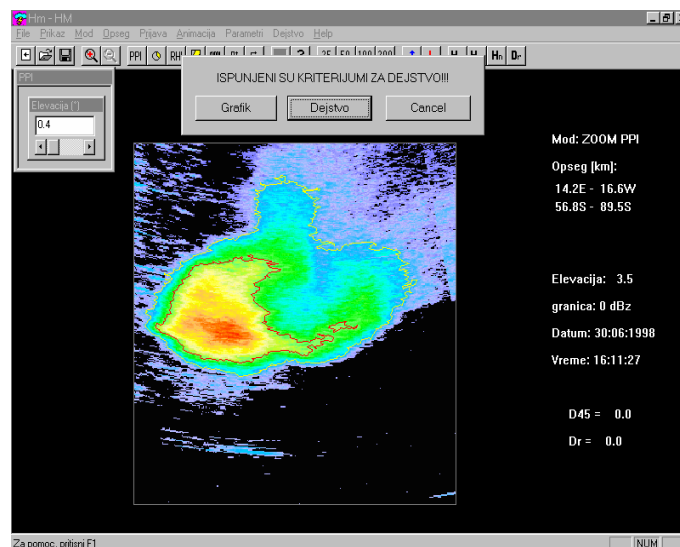 Hm - HM
File Prikaz Mod Opseg Prijava Animacija Parametri Dejstvo Help
PPI RH ? 25 50 100 200 H H Hn Dr
PPI
ISPUNJENI SU KRITERIJUMI ZA DEJSTVO!!!
Grafik Dejstvo Cancel
Elevacija (°)
0.4
Mod: ZOOM PPI
Opseg [km]:
14.2E - 16.6W
56.8S - 89.5S
Elevacija: 3.5
granica: 0 dBz
Datum: 30:06:1998
Vreme: 16:11:27
D45 = 0.0
Dr = 0.0
Za pomoc, pritisni F1
NUM